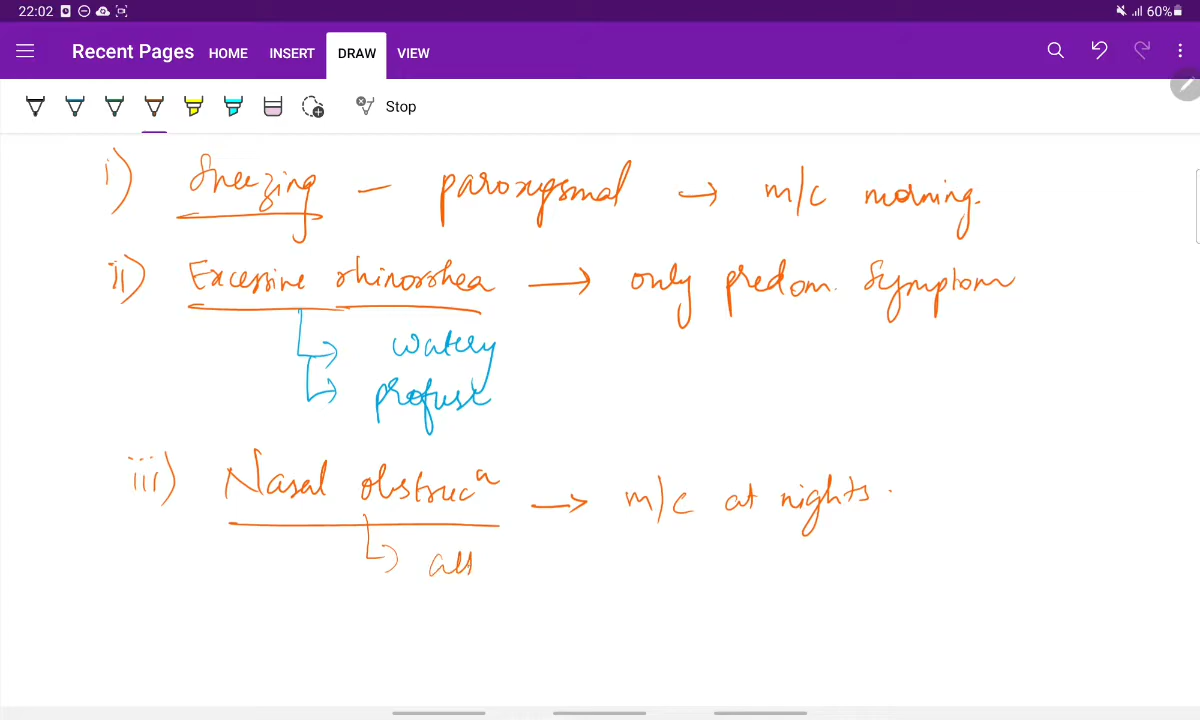 22:02 60%
Recent Pages HOME INSERT DRAW VIEW
Stop
i) Sneezing - paroxysmal → m/c morning.
ii) Excessive rhinorrhea → only predom. symptom
watery
profuse
iii) Nasal obstrucⁿ → m/c at nights.